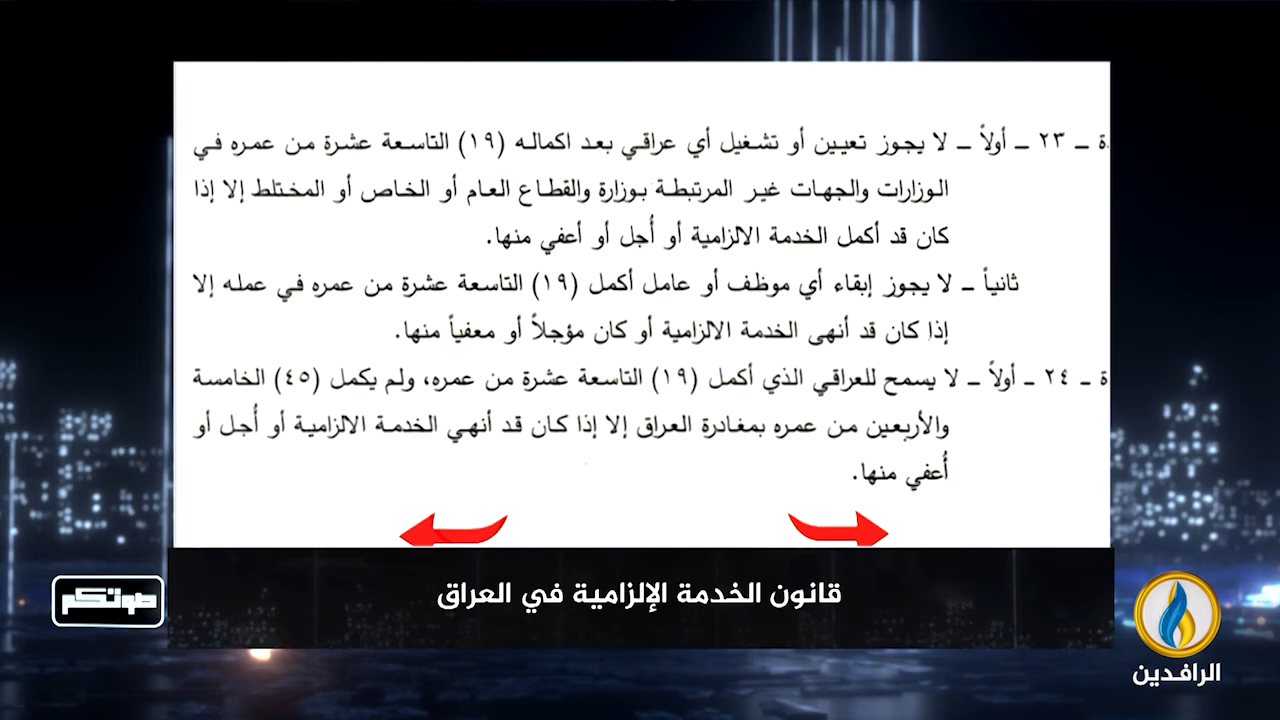 ة ـ ٢٣ ـ أولاً ـ لا يجوز تعيين أو تشغيل أي عراقي بعد اكماله (١٩) التاسعة عشرة من عمره في
الوزارات والجهات غير المرتبطة بوزارة والقطاع العام أو الخاص أو المختلط إلا إذا
كان قد أكمل الخدمة الالزامية أو أُجل أو أعفي منها.
ثانياً ـ لا يجوز إبقاء أي موظف أو عامل أكمل (١٩) التاسعة عشرة من عمره في عمله إلا
إذا كان قد أنهى الخدمة الالزامية أو كان مؤجلاً أو معفياً منها.
ة ـ ٢٤ ـ أولاً ـ لا يسمح للعراقي الذي أكمل (١٩) التاسعة عشرة من عمره، ولم يكمل (٤٥) الخامسة
والأربعين من عمره بمغادرة العراق إلا إذا كان قد أنهي الخدمة الالزامية أو أُجل أو
أُعفي منها.
قانون الخدمة الإلزامية في العراق
صوتكم
الرافدين